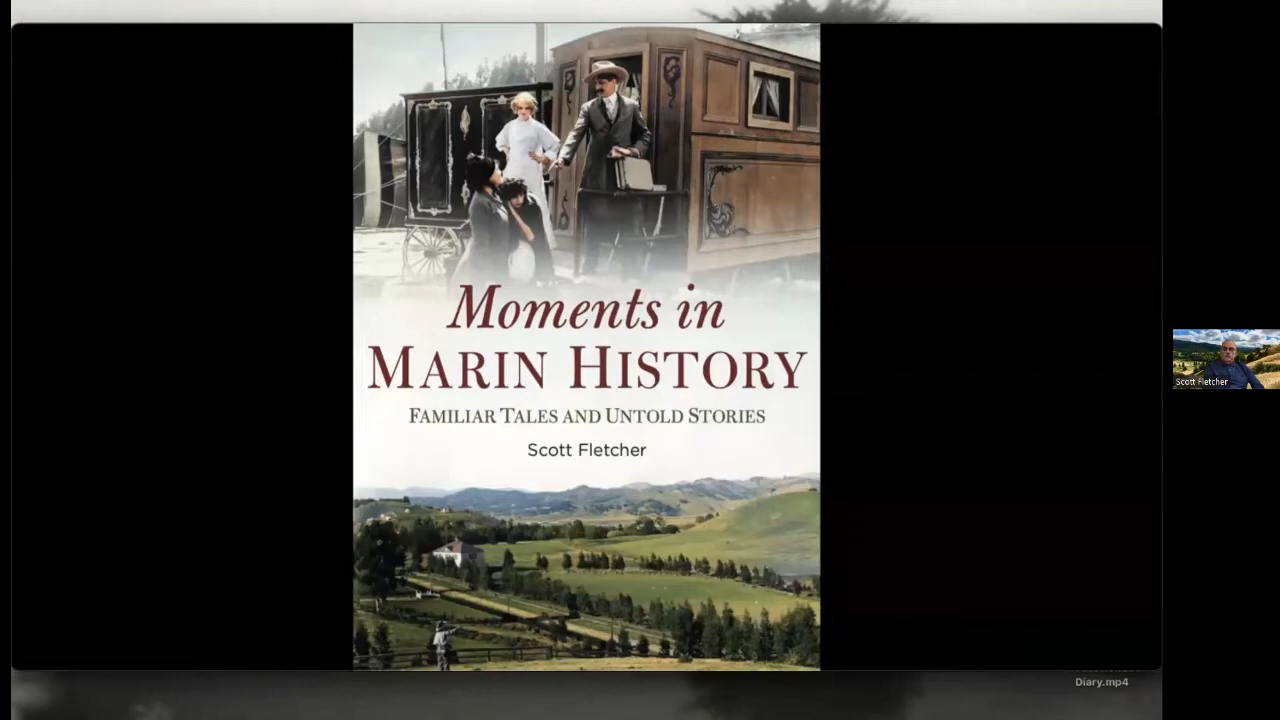 Moments in
MARIN HISTORY
FAMILIAR TALES AND UNTOLD STORIES
Scott Fletcher
Scott Fletcher
Diary.mp4